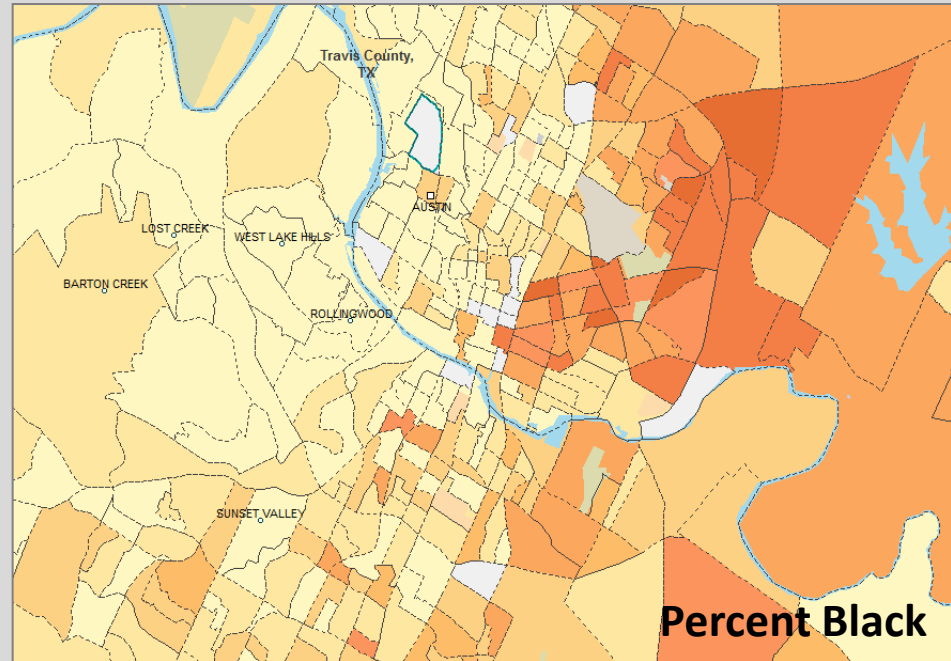 Travis County,
TX
AUSTIN
LOST CREEK
WEST LAKE HILLS
BARTON CREEK
ROLLINGWOOD
SUNSET VALLEY
Percent Black